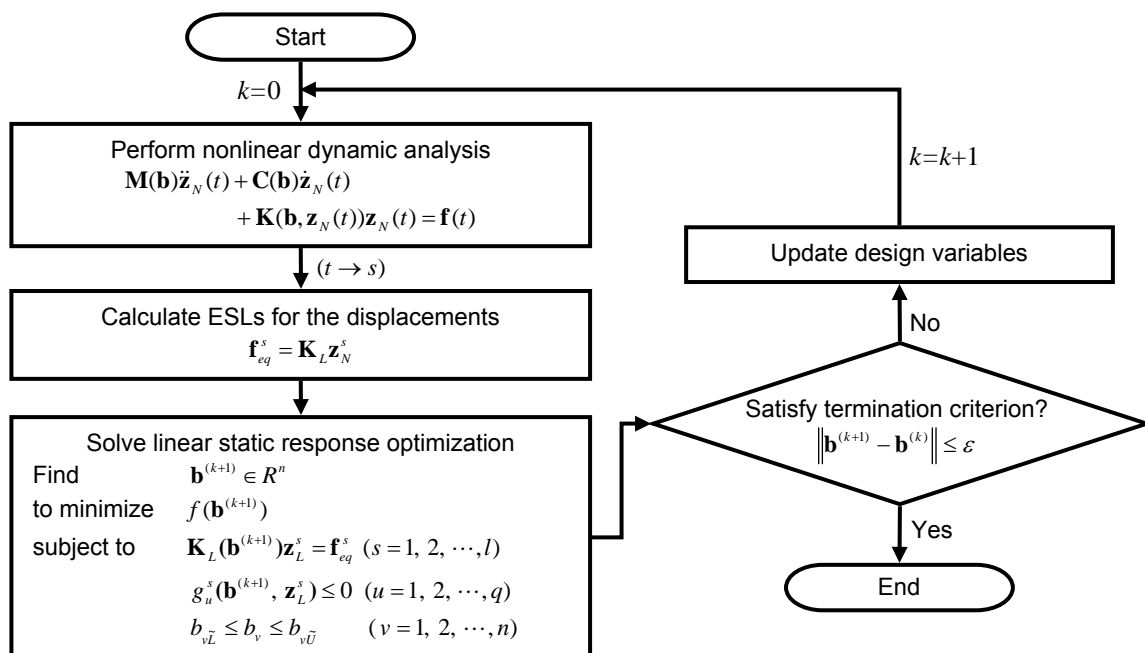 Start
k=0
Perform nonlinear dynamic analysis
M(b)z̈_N(t) + C(b)ż_N(t)
+ K(b, z_N(t))z_N(t) = f(t)
(t → s)
Calculate ESLs for the displacements
f_eq^s = K_L z_N^s
Solve linear static response optimization
Find b^(k+1) ∈ R^n
to minimize f(b^(k+1))
subject to K_L(b^(k+1))z_L^s = f_eq^s (s = 1, 2, ⋯, l)
g_u^s(b^(k+1), z_L^s) ≤ 0 (u = 1, 2, ⋯, q)
b_vL̃ ≤ b_v ≤ b_vŨ (v = 1, 2, ⋯, n)
Satisfy termination criterion?
‖b^(k+1) − b^(k)‖ ≤ ε
No
Update design variables
k=k+1
Yes
End